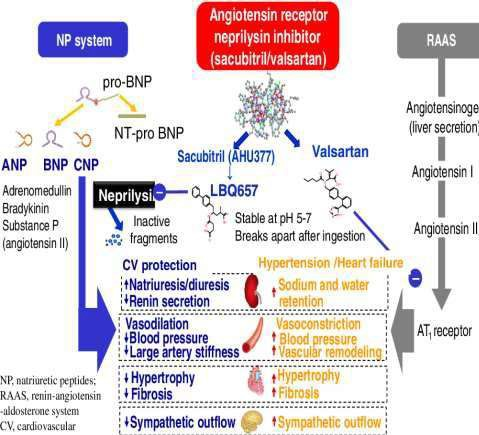 NP system
Angiotensin receptor
neprilysin inhibitor
(sacubitril/valsartan)
RAAS
pro-BNP
NT-pro BNP
ANP BNP CNP
Adrenomedullin
Bradykinin
Substance P
(angiotensin II)
Neprilysin
Inactive
fragments
Sacubitril (AHU377)
Valsartan
LBQ657
Stable at pH 5-7
Breaks apart after ingestion
Angiotensinoge
(liver secretion)
Angiotensin I
Angiotensin II
AT1 receptor
CV protection
Hypertension /Heart failure
↑Natriuresis/diuresis
↓Renin secretion
↑ Sodium and water
retention
Vasodilation
↓Blood pressure
↓Large artery stiffness
Vasoconstriction
↑ Blood pressure
↑ Vascular remodeling
↓Hypertrophy
↓Fibrosis
↑Hypertrophy
↑Fibrosis
↓Sympathetic outflow
↑Sympathetic outflow
NP, natriuretic peptides;
RAAS, renin-angiotensin
-aldosterone system
CV, cardiovascular